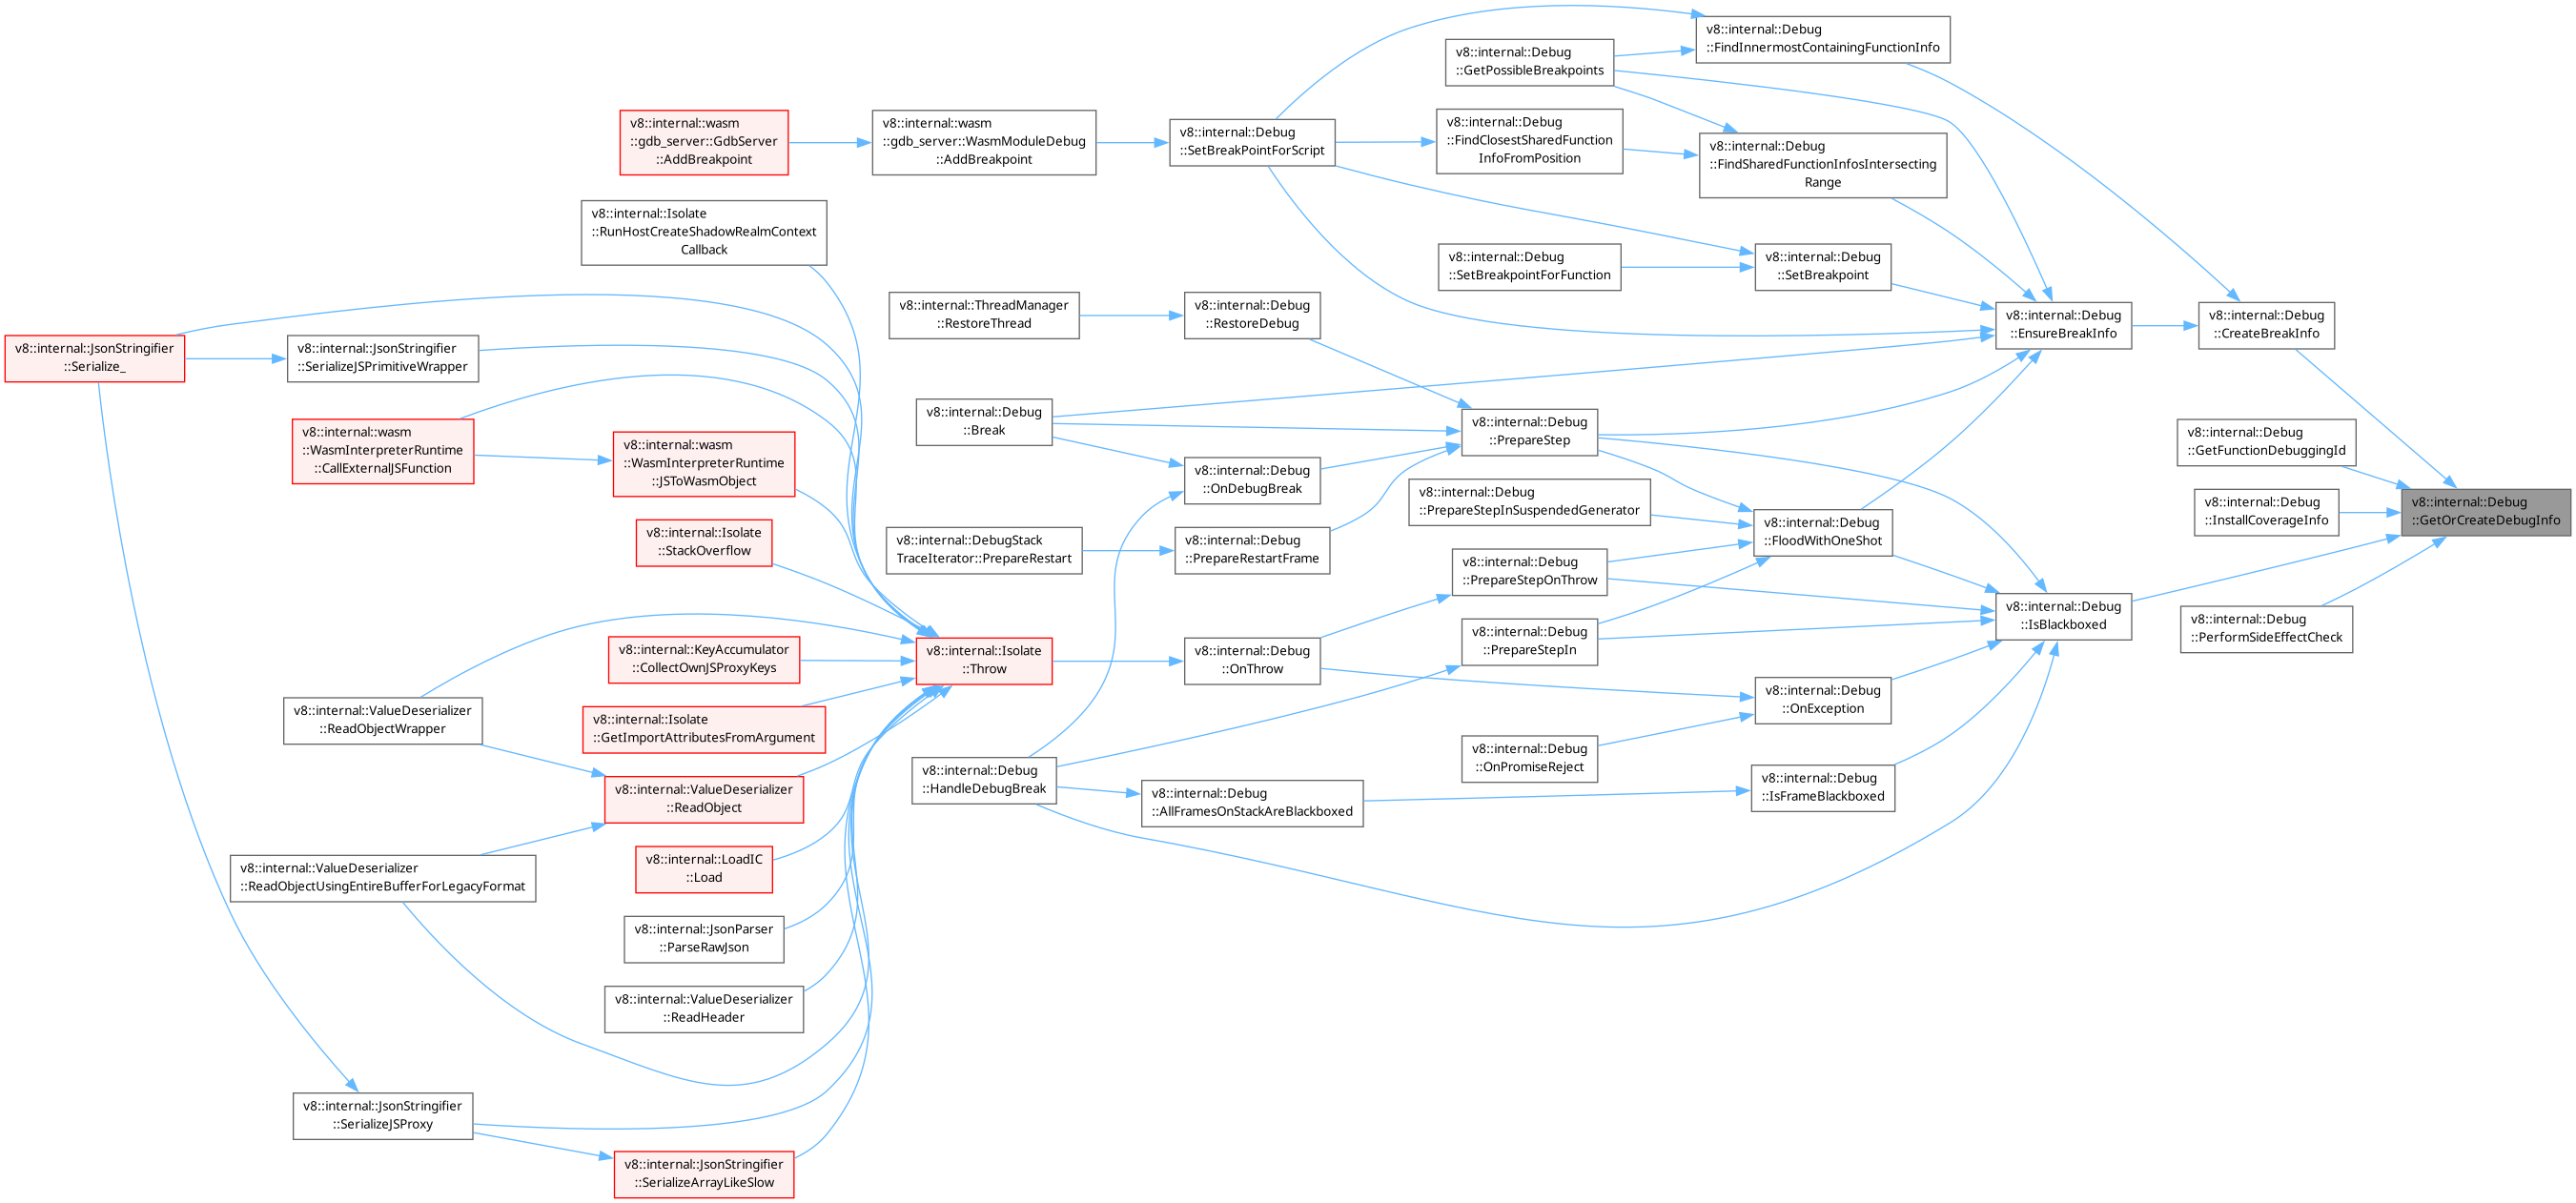 v8::internal::Debug
::FindInnermostContainingFunctionInfo
v8::internal::Debug
::GetPossibleBreakpoints
v8::internal::wasm
::gdb_server::GdbServer
::AddBreakpoint
v8::internal::wasm
::gdb_server::WasmModuleDebug
::AddBreakpoint
v8::internal::Debug
::SetBreakPointForScript
v8::internal::Debug
::FindClosestSharedFunction
InfoFromPosition
v8::internal::Debug
::FindSharedFunctionInfosIntersecting
Range
v8::internal::Isolate
::RunHostCreateShadowRealmContext
Callback
v8::internal::Debug
::SetBreakpointForFunction
v8::internal::Debug
::SetBreakpoint
v8::internal::ThreadManager
::RestoreThread
v8::internal::Debug
::RestoreDebug
v8::internal::Debug
::EnsureBreakInfo
v8::internal::Debug
::CreateBreakInfo
v8::internal::JsonStringifier
::Serialize_
v8::internal::JsonStringifier
::SerializeJSPrimitiveWrapper
v8::internal::Debug
::Break
v8::internal::Debug
::PrepareStep
v8::internal::wasm
::WasmInterpreterRuntime
::CallExternalJSFunction
v8::internal::wasm
::WasmInterpreterRuntime
::JSToWasmObject
v8::internal::Debug
::GetFunctionDebuggingId
v8::internal::Debug
::OnDebugBreak
v8::internal::Debug
::PrepareStepInSuspendedGenerator
v8::internal::Debug
::InstallCoverageInfo
v8::internal::Debug
::GetOrCreateDebugInfo
v8::internal::Isolate
::StackOverflow
v8::internal::DebugStack
TraceIterator::PrepareRestart
v8::internal::Debug
::PrepareRestartFrame
v8::internal::Debug
::FloodWithOneShot
v8::internal::Debug
::PrepareStepOnThrow
v8::internal::Debug
::IsBlackboxed
v8::internal::Debug
::PerformSideEffectCheck
v8::internal::KeyAccumulator
::CollectOwnJSProxyKeys
v8::internal::Isolate
::Throw
v8::internal::Debug
::OnThrow
v8::internal::Debug
::PrepareStepIn
v8::internal::Debug
::OnException
v8::internal::ValueDeserializer
::ReadObjectWrapper
v8::internal::Isolate
::GetImportAttributesFromArgument
v8::internal::Debug
::OnPromiseReject
v8::internal::ValueDeserializer
::ReadObject
v8::internal::Debug
::HandleDebugBreak
v8::internal::Debug
::AllFramesOnStackAreBlackboxed
v8::internal::Debug
::IsFrameBlackboxed
v8::internal::ValueDeserializer
::ReadObjectUsingEntireBufferForLegacyFormat
v8::internal::LoadIC
::Load
v8::internal::JsonParser
::ParseRawJson
v8::internal::ValueDeserializer
::ReadHeader
v8::internal::JsonStringifier
::SerializeJSProxy
v8::internal::JsonStringifier
::SerializeArrayLikeSlow